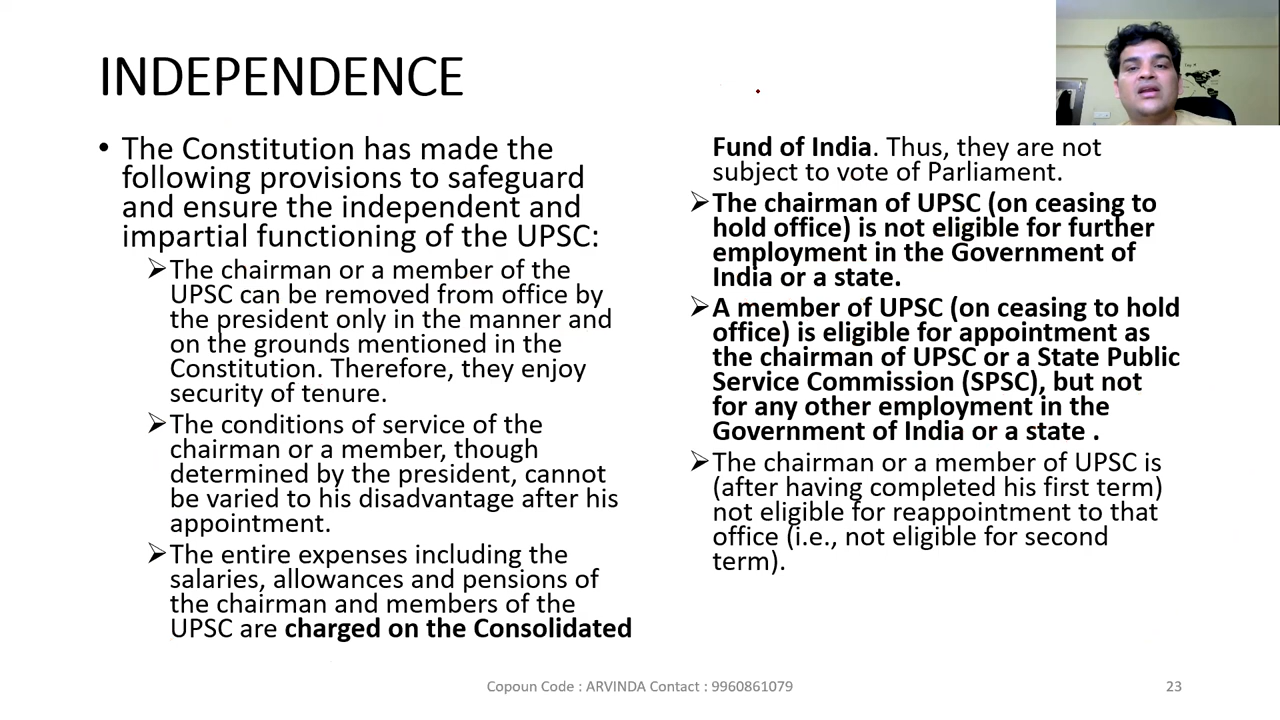 INDEPENDENCE
• The Constitution has made the
following provisions to safeguard
and ensure the independent and
impartial functioning of the UPSC:
➢The chairman or a member of the
UPSC can be removed from office by
the president only in the manner and
on the grounds mentioned in the
Constitution. Therefore, they enjoy
security of tenure.
➢The conditions of service of the
chairman or a member, though
determined by the president, cannot
be varied to his disadvantage after his
appointment.
➢The entire expenses including the
salaries, allowances and pensions of
the chairman and members of the
UPSC are charged on the Consolidated
Fund of India. Thus, they are not
subject to vote of Parliament.
➢The chairman of UPSC (on ceasing to
hold office) is not eligible for further
employment in the Government of
India or a state.
➢A member of UPSC (on ceasing to hold
office) is eligible for appointment as
the chairman of UPSC or a State Public
Service Commission (SPSC), but not
for any other employment in the
Government of India or a state .
➢The chairman or a member of UPSC is
(after having completed his first term)
not eligible for reappointment to that
office (i.e., not eligible for second
term).
Copoun Code : ARVINDA Contact : 9960861079
23